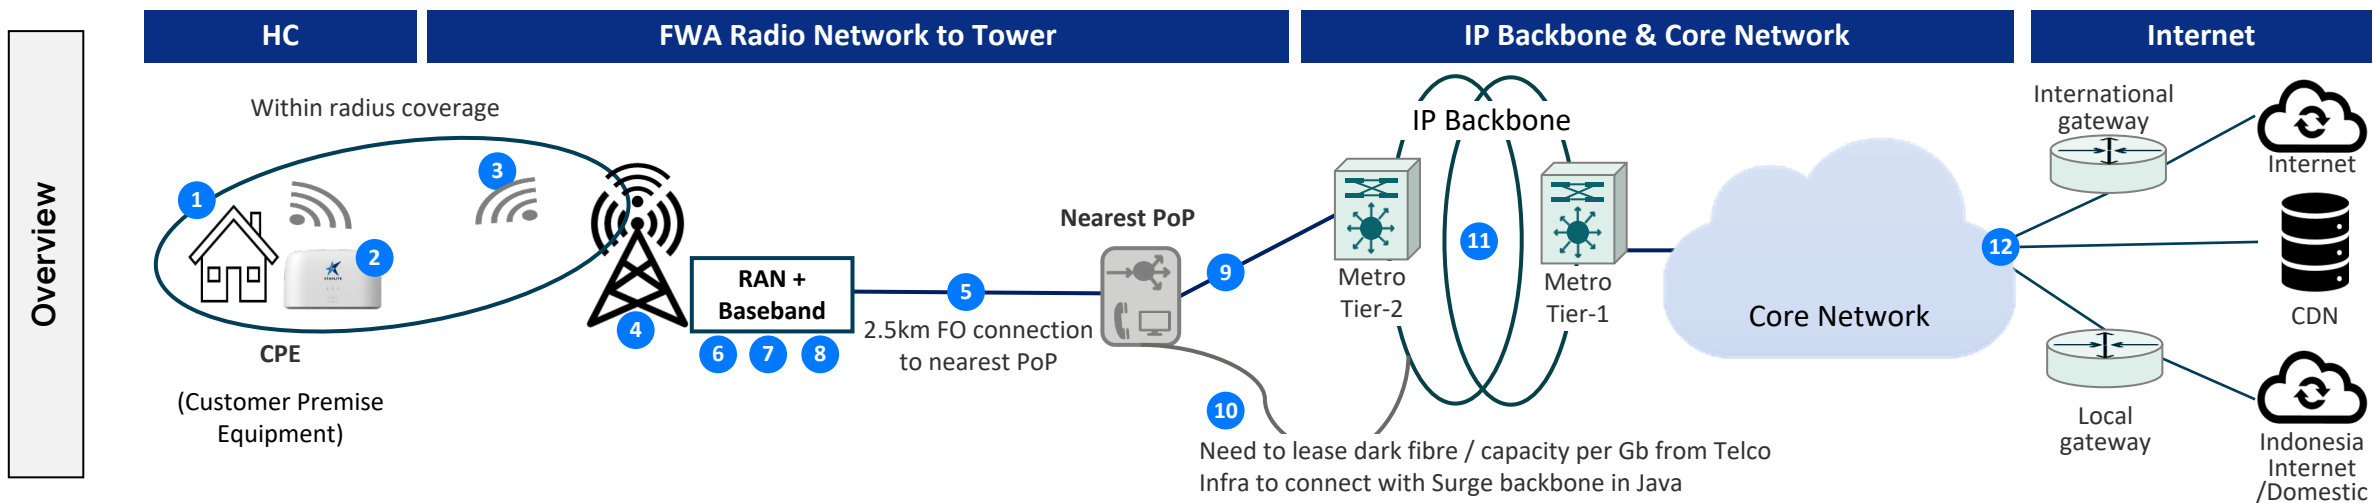 HC
FWA Radio Network to Tower
IP Backbone & Core Network
Internet
Overview
Within radius coverage
1
2
3
4
CPE
(Customer Premise
Equipment)
RAN +
Baseband
6
7
8
5
2.5km FO connection
to nearest PoP
Nearest PoP
9
10
Need to lease dark fibre / capacity per Gb from Telco
Infra to connect with Surge backbone in Java
IP Backbone
Metro
Tier-2
11
Metro
Tier-1
Core Network
12
International
gateway
Internet
CDN
Local
gateway
Indonesia
Internet
/Domestic